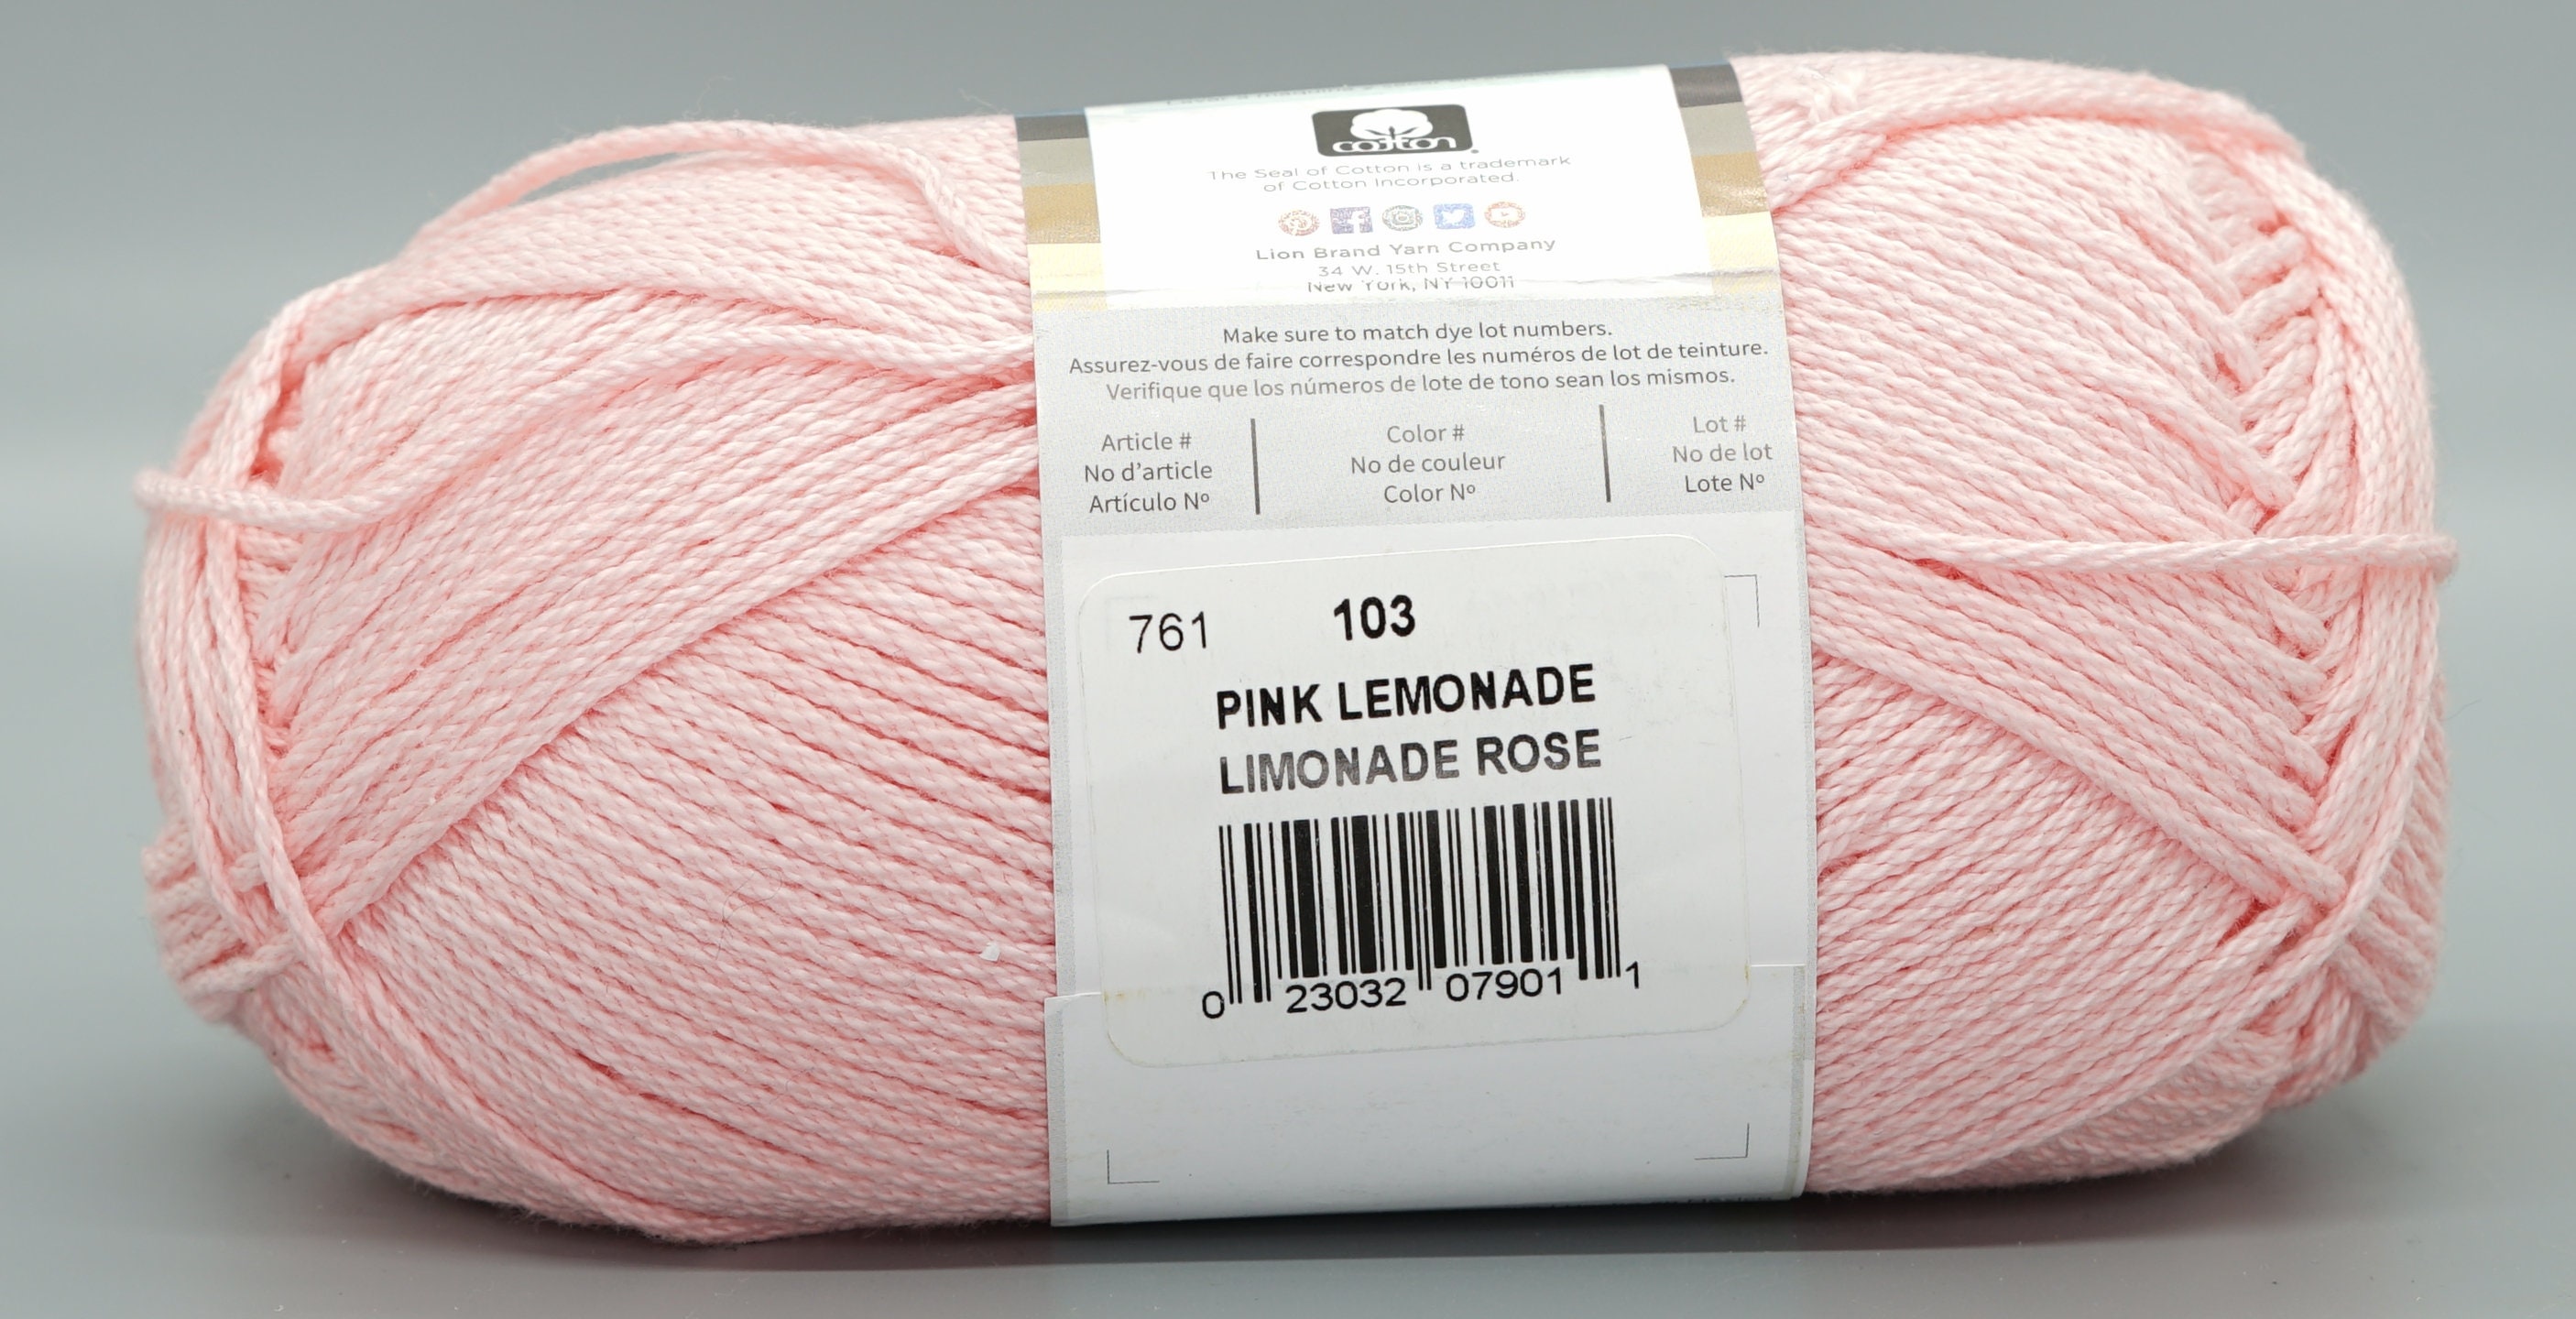 cotton
The Seal of Cotton is a trademark
of Cotton Incorporated.
Lion Brand Yarn Company
34 W. 15th Street
New York, NY 10011
Make sure to match dye lot numbers.
Assurez-vous de faire correspondre les numéros de lot de teinture.
Verifique que los números de lote de tono sean los mismos.
Article #
No d'article
Artículo Nº
Color #
No de couleur
Color Nº
Lot #
No de lot
Lote Nº
761 103
PINK LEMONADE
LIMONADE ROSE
0 23032 07901 1